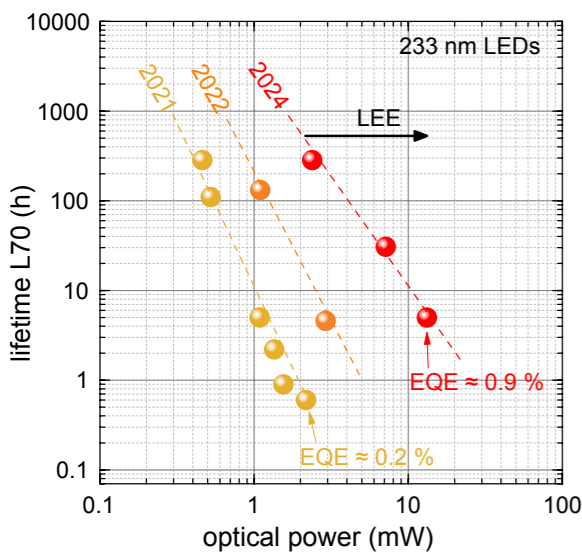 10000
1000
100
10
1
0.1
lifetime L70 (h)
233 nm LEDs
2021
2022
2024
LEE
EQE ≈ 0.9 %
EQE ≈ 0.2 %
0.1
1
10
100
optical power (mW)